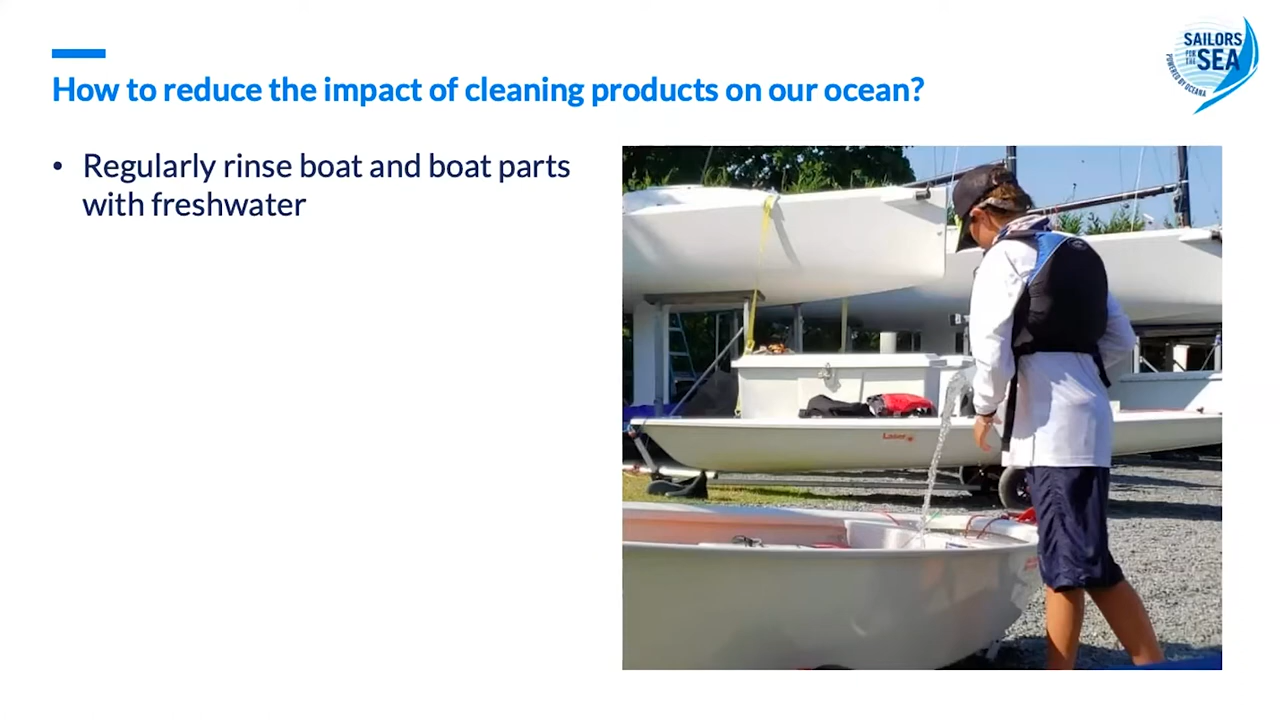 How to reduce the impact of cleaning products on our ocean?
SAILORS
FOR
THE
SEA
POWERED BY OCEANA
• Regularly rinse boat and boat parts
with freshwater
Laser